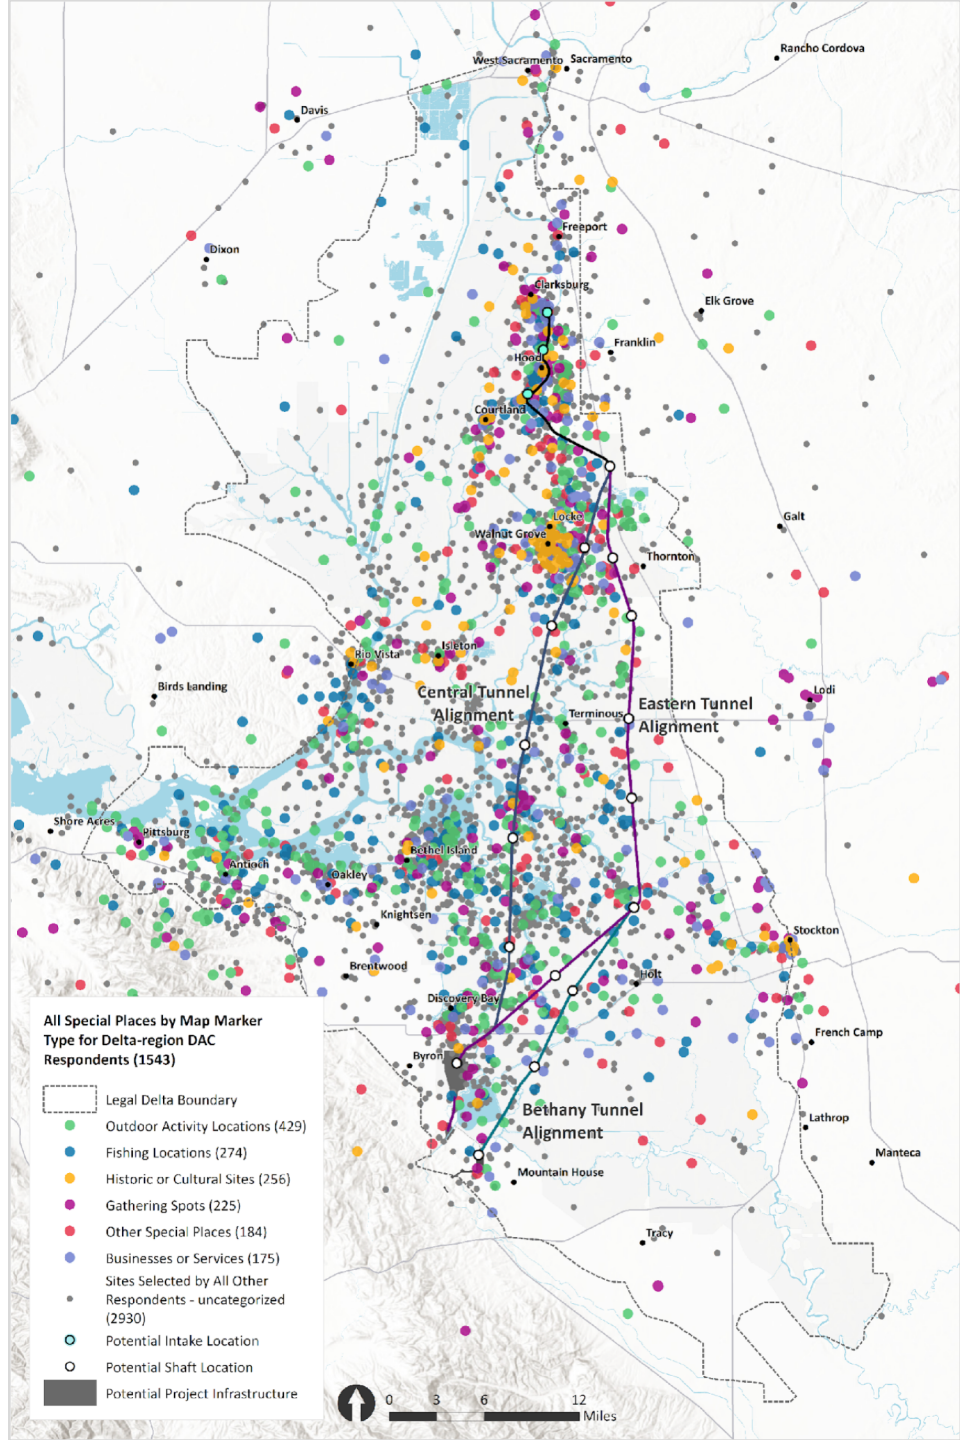 Rancho Cordova
West Sacramento
Sacramento
Davis
Freeport
Dixon
Clarksburg
Elk Grove
Franklin
Hood
Courtland
Locke
Galt
Walnut Grove
Thornton
Isleton
Rio Vista
Birds Landing
Lodi
Central Tunnel
Alignment
Eastern Tunnel
Alignment
Terminous
Shore Acres
Pittsburg
Bethel Island
Antioch
Oakley
Knightsen
Stockton
Brentwood
Holt
Discovery Bay
French Camp
Byron
Bethany Tunnel
Alignment
Lathrop
Manteca
Mountain House
Tracy
All Special Places by Map Marker
Type for Delta-region DAC
Respondents (1543)
Legal Delta Boundary
Outdoor Activity Locations (429)
Fishing Locations (274)
Historic or Cultural Sites (256)
Gathering Spots (225)
Other Special Places (184)
Businesses or Services (175)
Sites Selected by All Other
Respondents - uncategorized
(2930)
Potential Intake Location
Potential Shaft Location
Potential Project Infrastructure
0 3 6 12
Miles